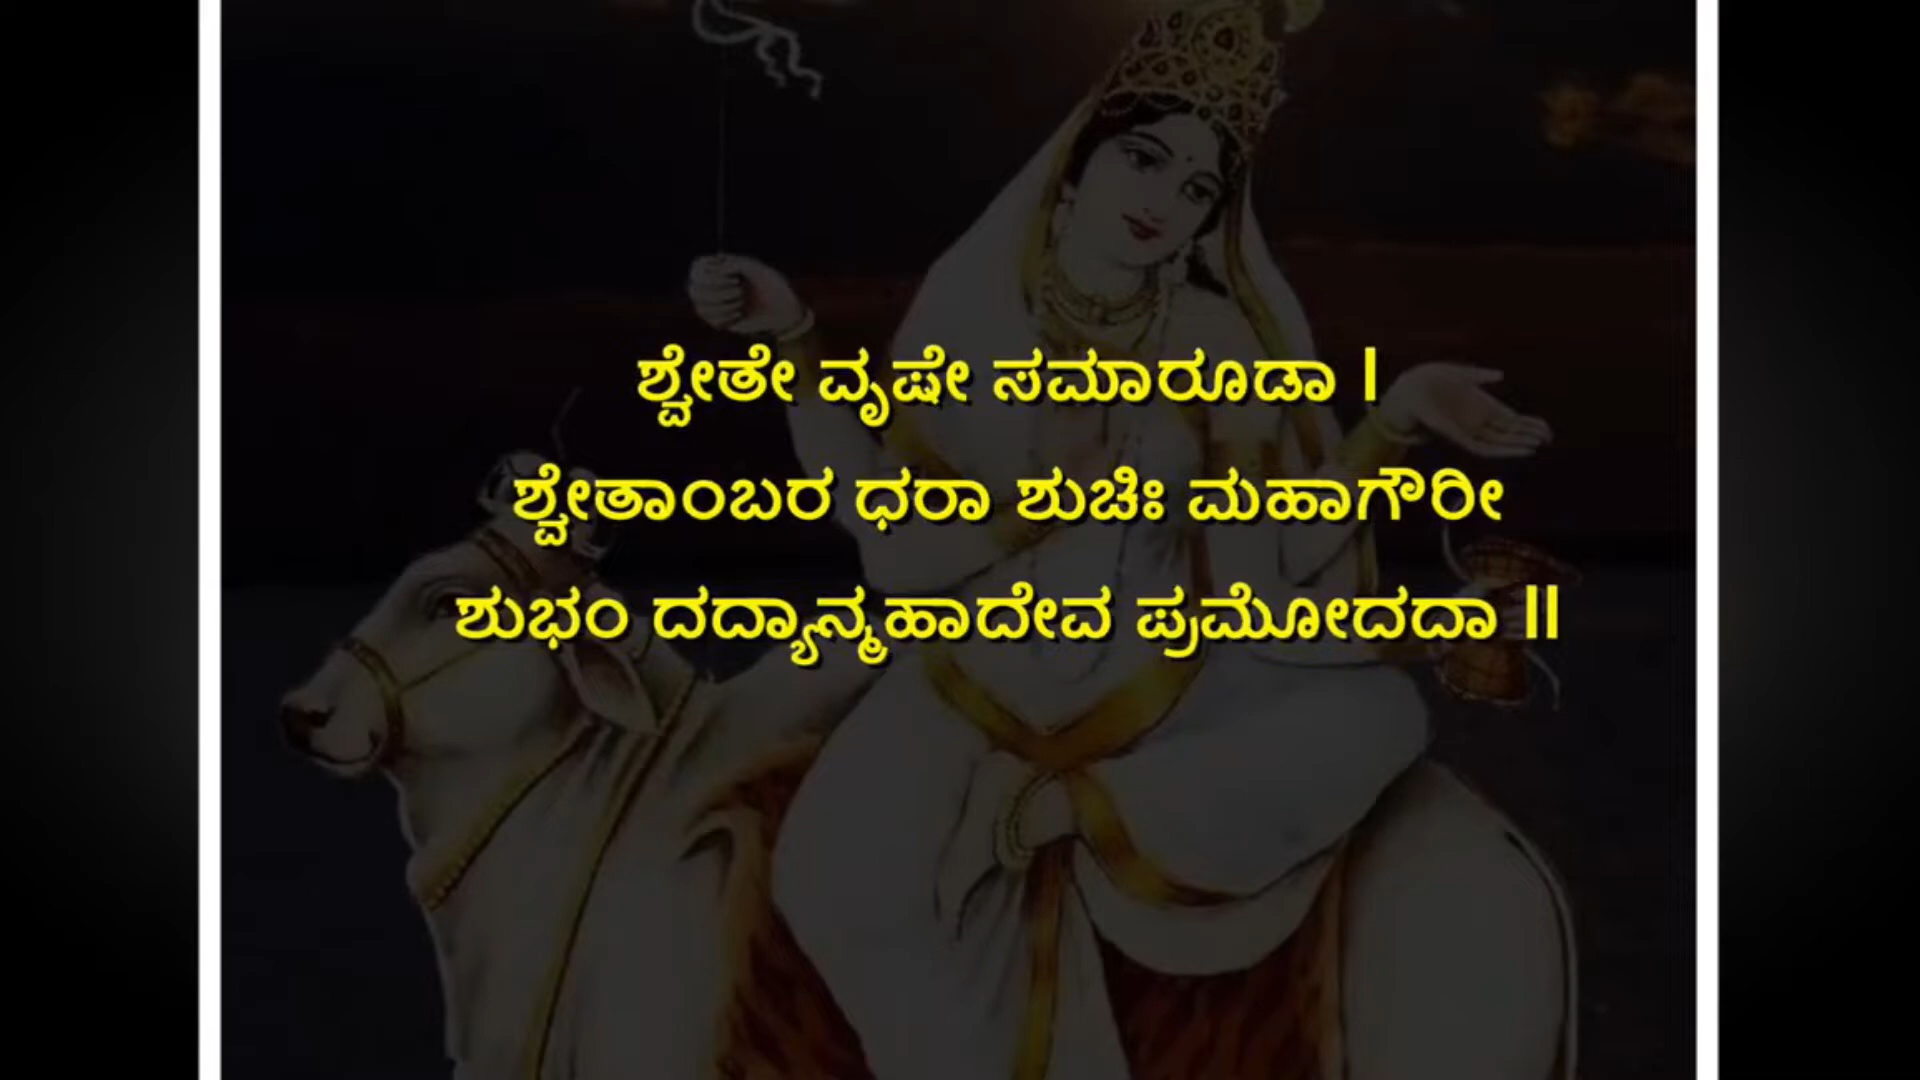 ಶ್ವೇತೇ ವೃಷೇ ಸಮಾರೂಡಾ ।
ಶ್ವೇತಾಂಬರ ಧರಾ ಶುಚಿಃ ಮಹಾಗೌರೀ
ಶುಭಂ ದದ್ಯಾನ್ಮಹಾದೇವ ಪ್ರಮೋದದಾ ॥